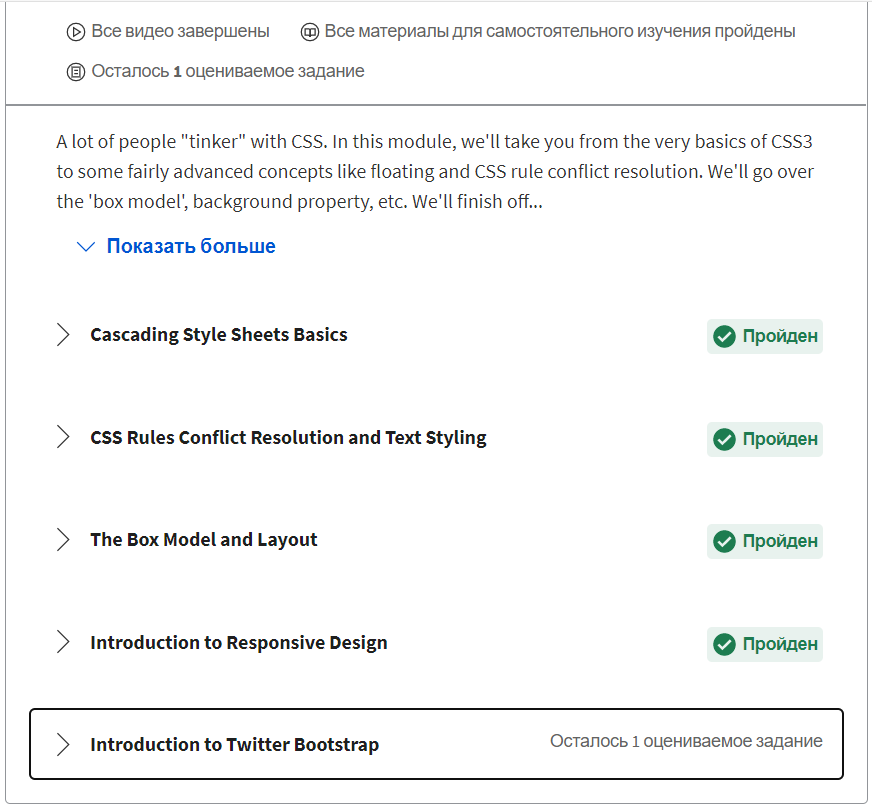 Все видео завершены Все материалы для самостоятельного изучения пройдены
Осталось 1 оцениваемое задание
A lot of people "tinker" with CSS. In this module, we'll take you from the very basics of CSS3
to some fairly advanced concepts like floating and CSS rule conflict resolution. We'll go over
the 'box model', background property, etc. We'll finish off...
Показать больше
Cascading Style Sheets Basics Пройден
CSS Rules Conflict Resolution and Text Styling Пройден
The Box Model and Layout Пройден
Introduction to Responsive Design Пройден
Introduction to Twitter Bootstrap Осталось 1 оцениваемое задание